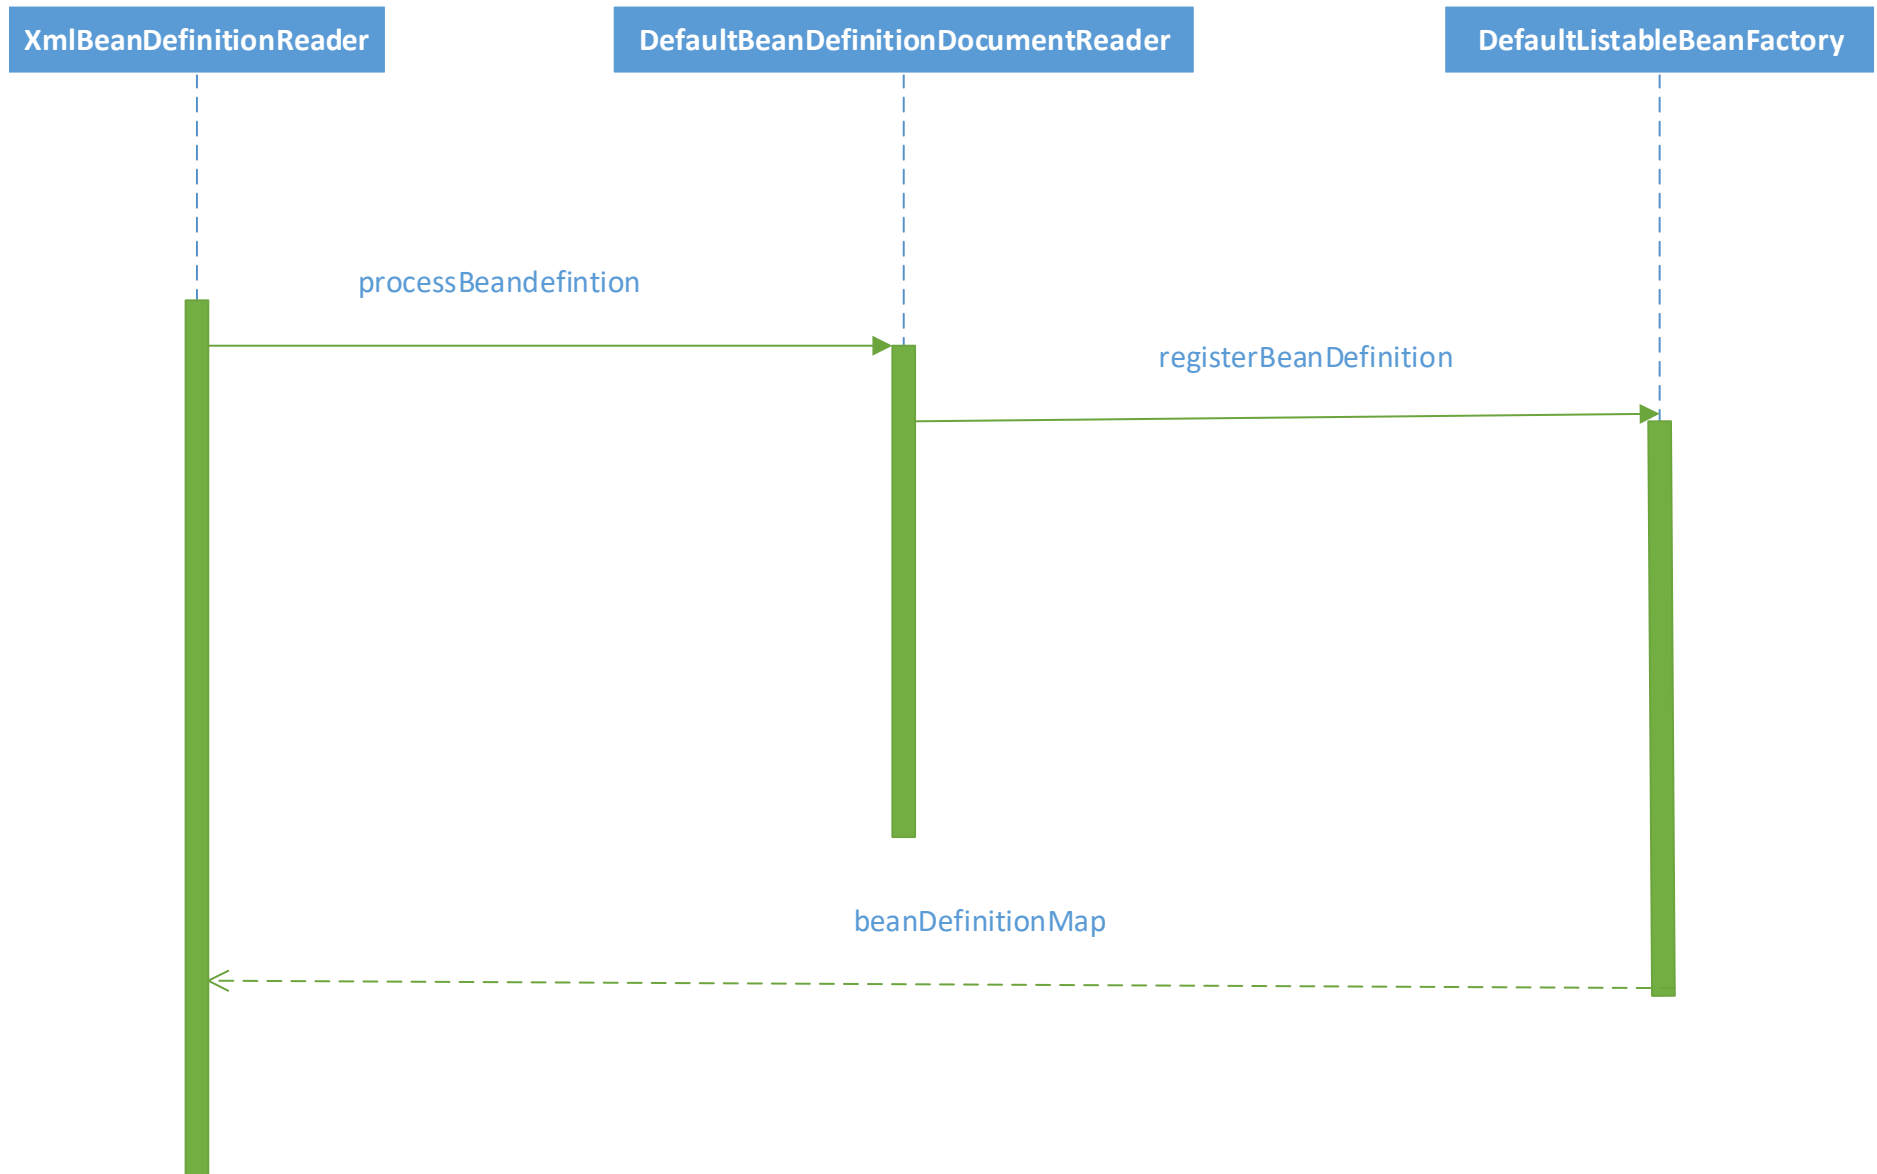 XmlBeanDefinitionReader
DefaultBeanDefinitionDocumentReader
DefaultListableBeanFactory
processBeandefintion
registerBeanDefinition
beanDefinitionMap